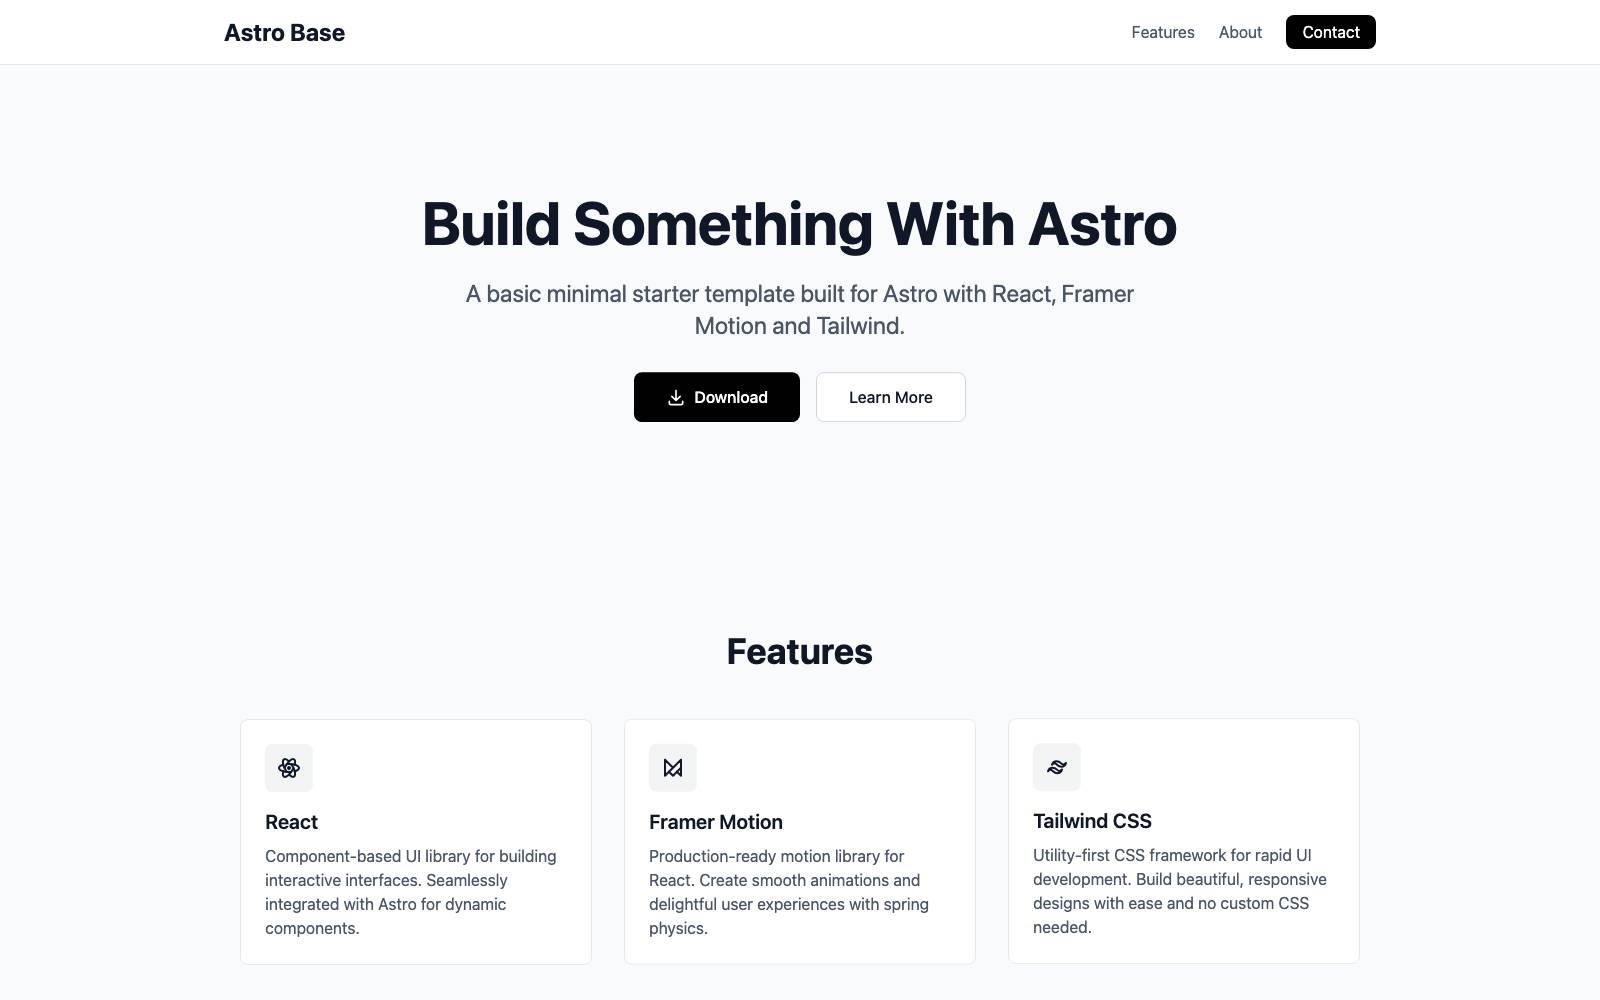 Astro Base
Features
About
Contact
Build Something With Astro
A basic minimal starter template built for Astro with React, Framer
Motion and Tailwind.
Download
Learn More
Features
React
Component-based UI library for building
interactive interfaces. Seamlessly
integrated with Astro for dynamic
components.
Framer Motion
Production-ready motion library for
React. Create smooth animations and
delightful user experiences with spring
physics.
Tailwind CSS
Utility-first CSS framework for rapid UI
development. Build beautiful, responsive
designs with ease and no custom CSS
needed.